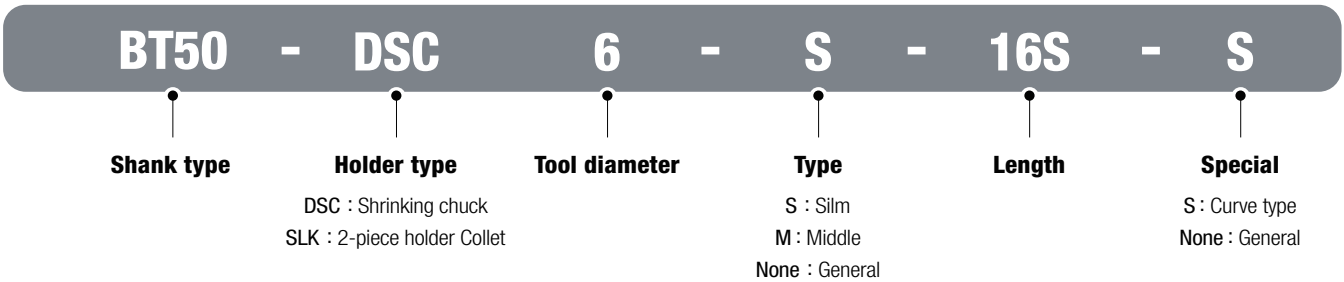 BT50 - DSC 6 - S - 16S - S
Shank type Holder type Tool diameter Type Length Special
DSC : Shrinking chuck S : Silm S : Curve type
SLK : 2-piece holder Collet M : Middle None : General
None : General